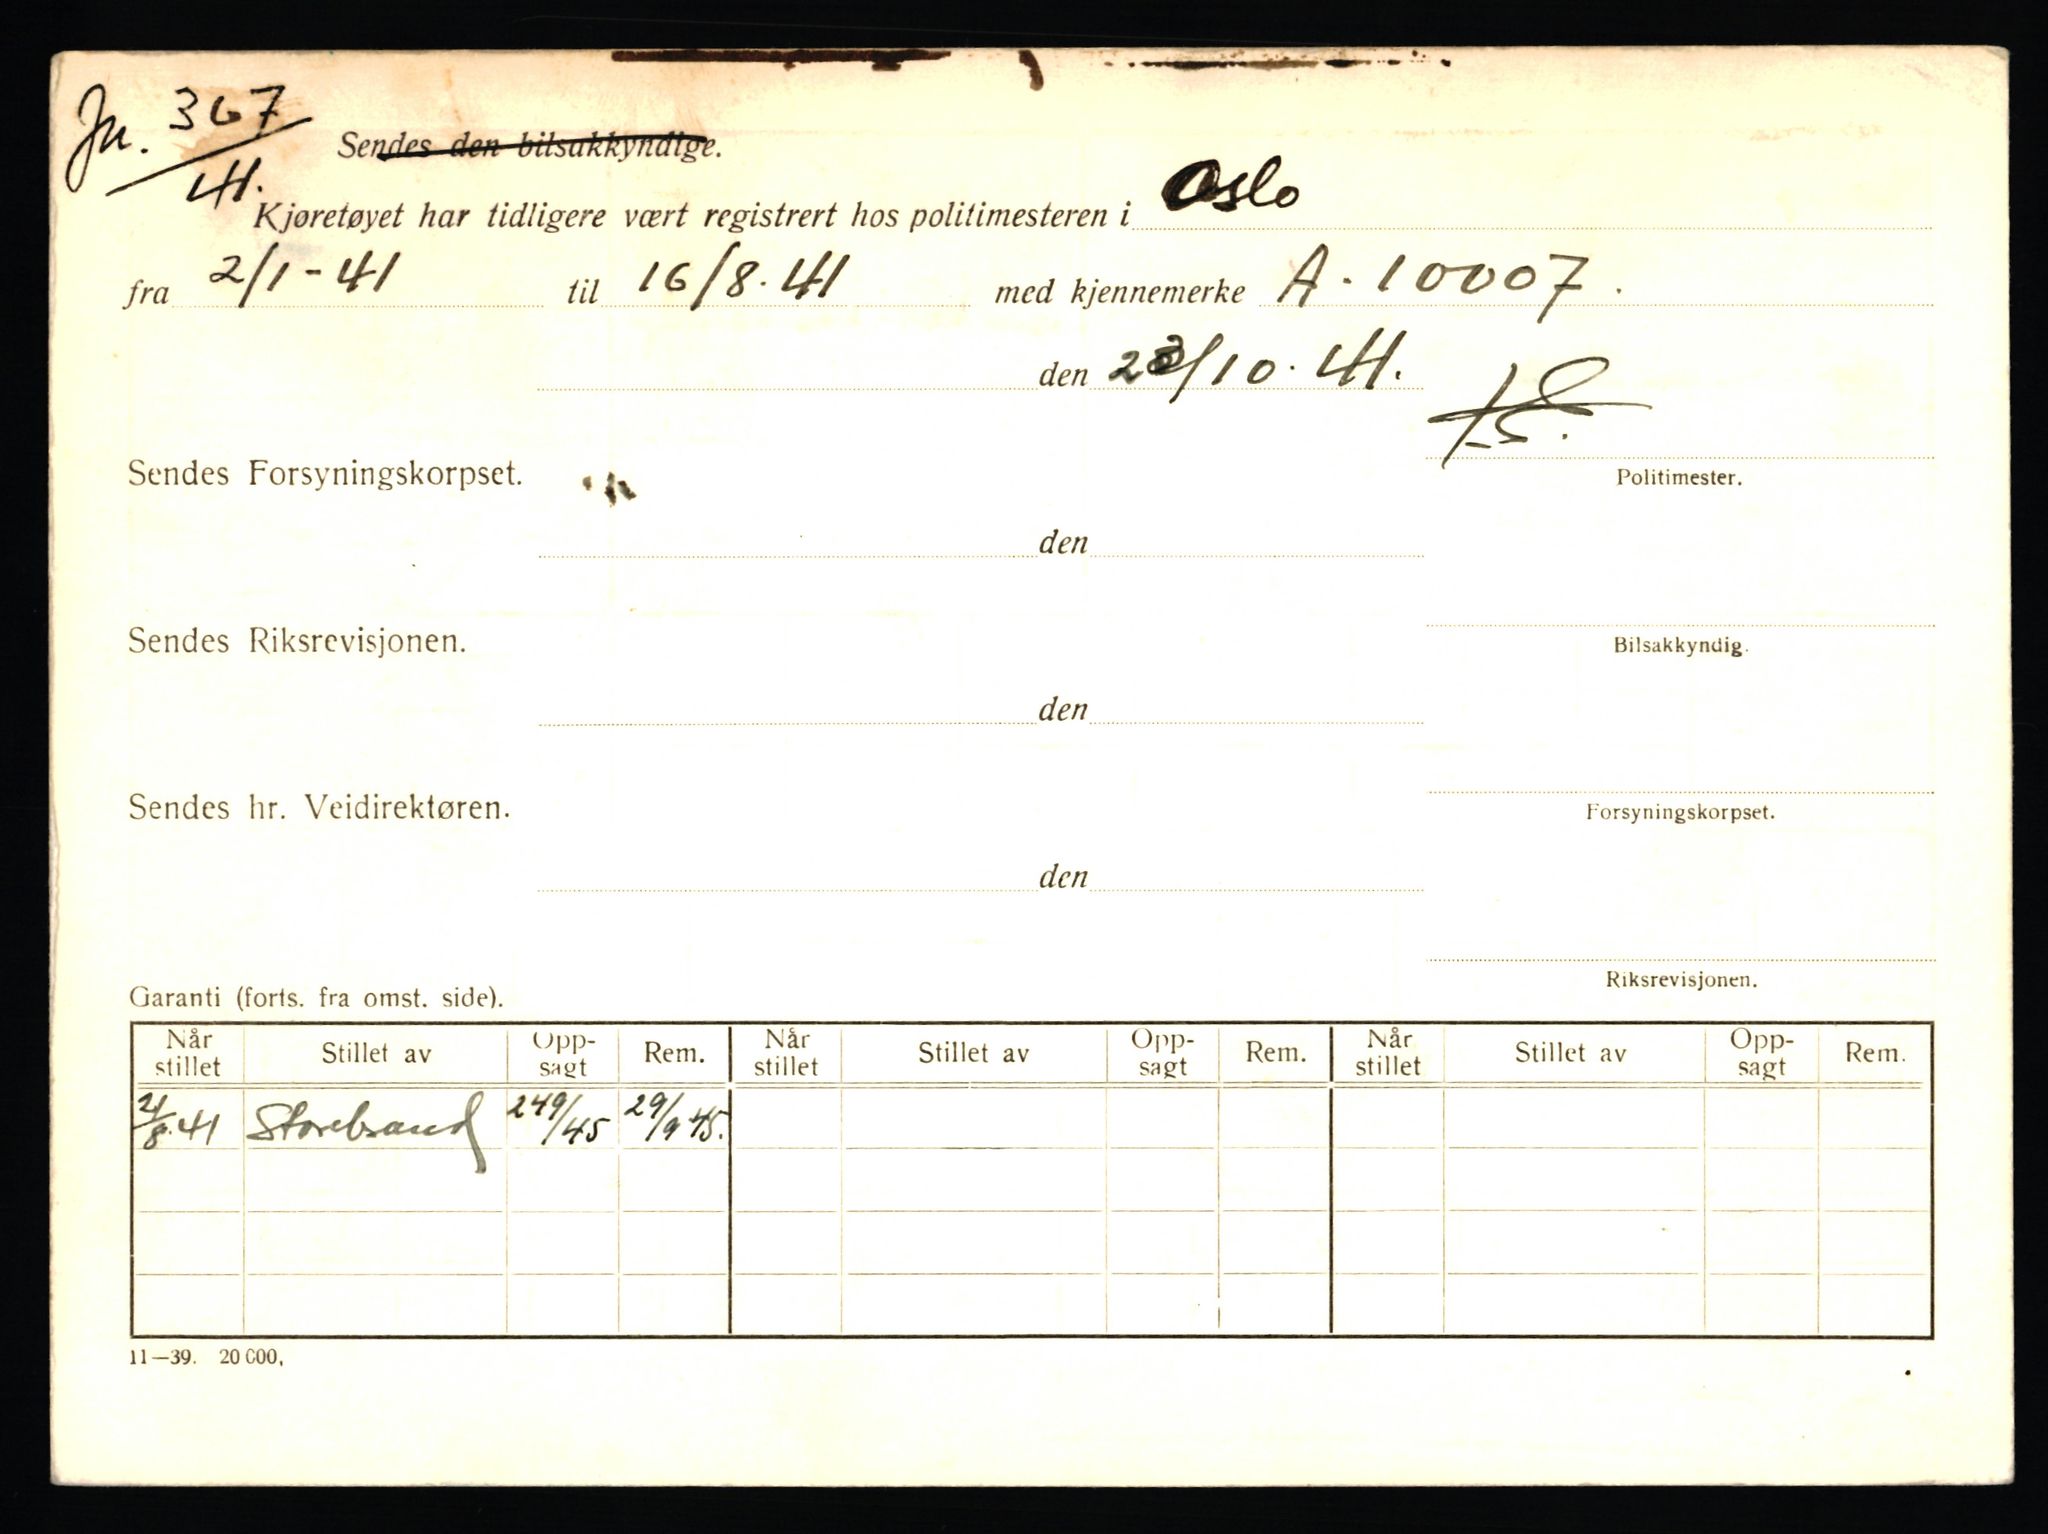 Jn. 367/41.
Sendes den bilsakkyndige.
Kjøretøyet har tidligere vært registrert hos politimesteren i Oslo
fra 2/1-41 til 16/8.41 med kjennemerke A.10007.
den 23/10.41.
Sendes Forsyningskorpset.
Politimester.
den
Sendes Riksrevisjonen.
Bilsakkyndig.
den
Sendes hr. Veidirektøren.
Forsyningskorpset.
den
Riksrevisjonen.
Garanti (forts. fra omst. side).
Når stillet Stillet av Opp-sagt Rem. Når stillet Stillet av Opp-sagt Rem. Når stillet Stillet av Opp-sagt Rem.
21/8.41 Storebrand 249/45 29/9 45.
11—39. 20 000,